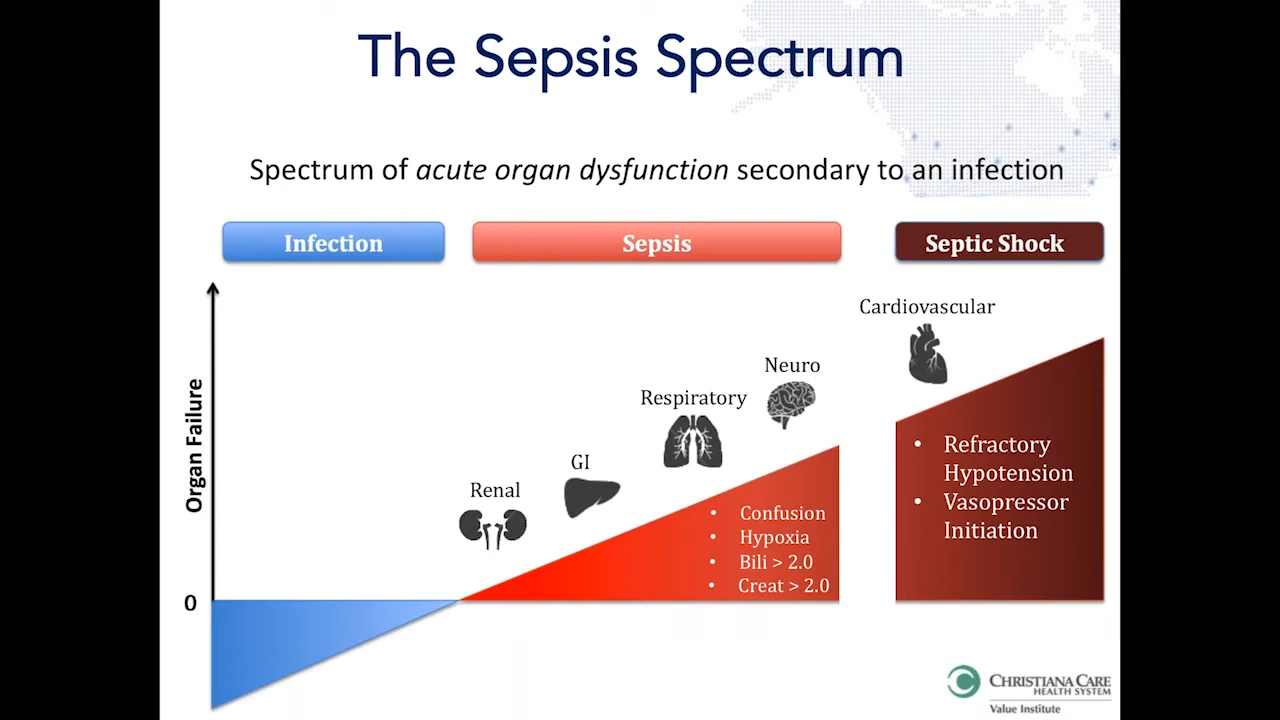 The Sepsis Spectrum
Spectrum of acute organ dysfunction secondary to an infection
Infection
Sepsis
Septic Shock
Organ Failure
0
Renal
GI
Respiratory
Neuro
Cardiovascular
• Confusion
• Hypoxia
• Bili > 2.0
• Creat > 2.0
• Refractory
Hypotension
• Vasopressor
Initiation
CHRISTIANA CARE
HEALTH SYSTEM
Value Institute